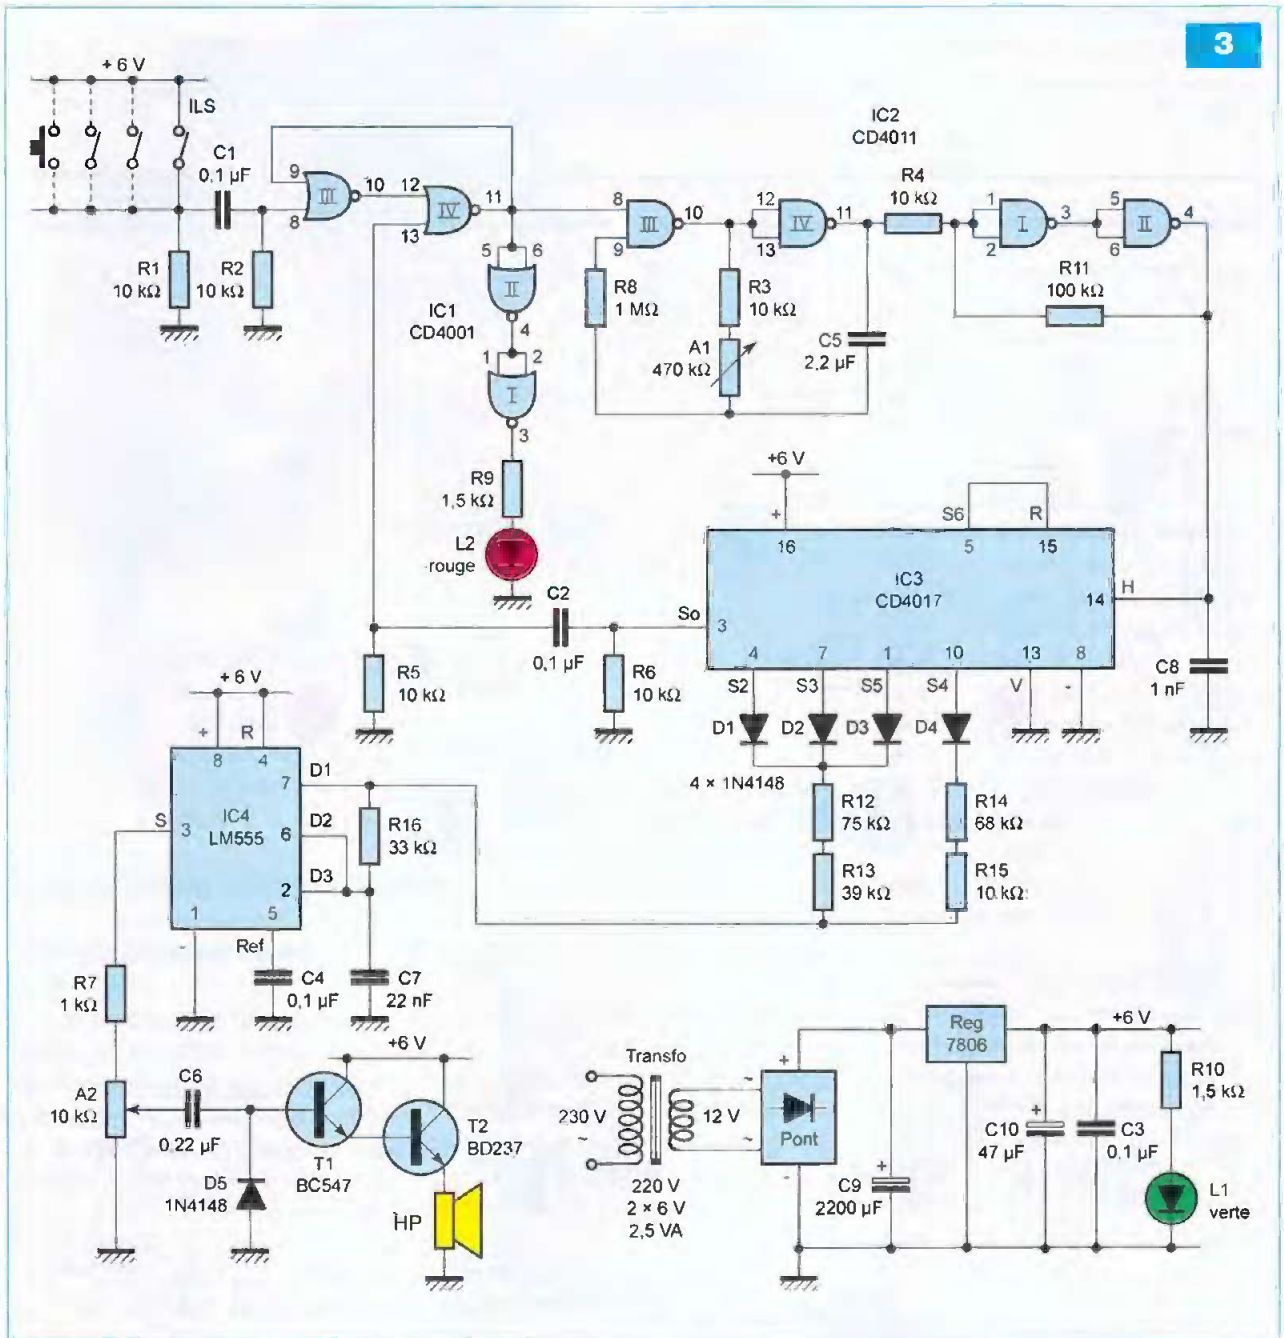 3
+ 6 V
ILS
C1
0,1 µF
9
8
III
10
12
13
IV
11
R1
10 kΩ
R2
10 kΩ
5
6
II
IC1
CD4001
4
1
2
I
3
R9
1,5 kΩ
L2
rouge
IC2
CD4011
8
9
III
10
12
13
IV
11
R4
10 kΩ
1
2
I
3
5
6
II
4
R8
1 MΩ
R3
10 kΩ
A1
470 kΩ
C5
2,2 µF
R11
100 kΩ
+6 V
+
16
S6
5
R
15
IC3
CD4017
H
14
So
3
4
7
1
10
13
8
S2
S3
S5
S4
V
-
C8
1 nF
C2
0,1 µF
R5
10 kΩ
R6
10 kΩ
D1
D2
D3
D4
4 × 1N4148
R12
75 kΩ
R14
68 kΩ
R13
39 kΩ
R15
10 kΩ
+ 6 V
+
R
8
4
7
D1
IC4
LM555
S
3
6
D2
2
D3
1
5
-
Ref
R16
33 kΩ
C4
0,1 µF
C7
22 nF
R7
1 kΩ
A2
10 kΩ
C6
0,22 µF
D5
1N4148
+6 V
T1
BC547
T2
BD237
HP
Transfo
230 V
~
12 V
~
~
+
-
Pont
220 V
2 × 6 V
2,5 VA
+
C9
2200 µF
Reg
7806
+6 V
+
C10
47 µF
C3
0,1 µF
R10
1,5 kΩ
L1
verte